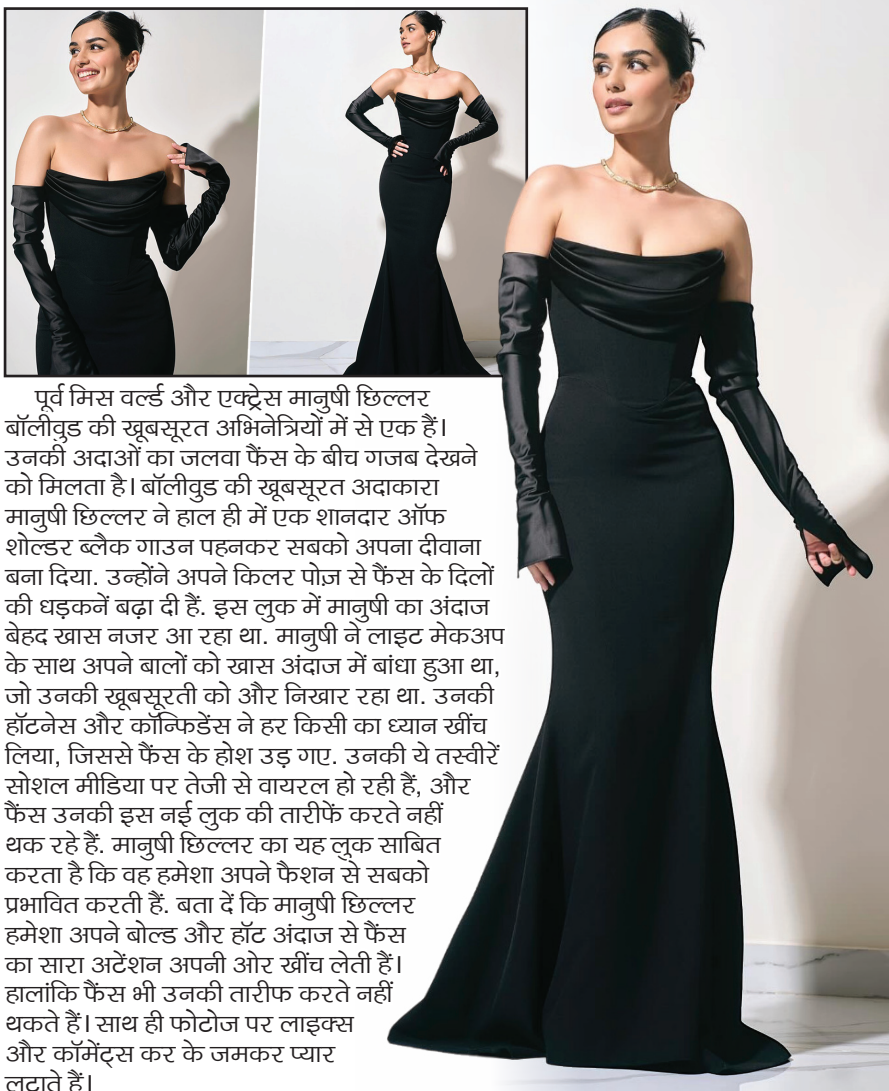 पूर्व मिस वर्ल्ड और एक्ट्रेस मानुषी छिल्लर
बॉलीवुड की खूबसूरत अभिनेत्रियों में से एक हैं।
उनकी अदाओं का जलवा फैंस के बीच गजब देखने
को मिलता है। बॉलीवुड की खूबसूरत अदाकारा
मानुषी छिल्लर ने हाल ही में एक शानदार ऑफ
शोल्डर ब्लैक गाउन पहनकर सबको अपना दीवाना
बना दिया. उन्होंने अपने किलर पोज़ से फैंस के दिलों
की धड़कनें बढ़ा दी हैं. इस लुक में मानुषी का अंदाज
बेहद खास नजर आ रहा था. मानुषी ने लाइट मेकअप
के साथ अपने बालों को खास अंदाज में बांधा हुआ था,
जो उनकी खूबसूरती को और निखार रहा था. उनकी
हॉटनेस और कॉन्फिडेंस ने हर किसी का ध्यान खींच
लिया, जिससे फैंस के होश उड़ गए. उनकी ये तस्वीरें
सोशल मीडिया पर तेजी से वायरल हो रही हैं, और
फैंस उनकी इस नई लुक की तारीफें करते नहीं
थक रहे हैं. मानुषी छिल्लर का यह लुक साबित
करता है कि वह हमेशा अपने फैशन से सबको
प्रभावित करती हैं. बता दें कि मानुषी छिल्लर
हमेशा अपने बोल्ड और हॉट अंदाज से फैंस
का सारा अटेंशन अपनी ओर खींच लेती हैं।
हालांकि फैंस भी उनकी तारीफ करते नहीं
थकते हैं। साथ ही फोटोज पर लाइक्स
और कॉमेंट्स कर के जमकर प्यार
लुटाते हैं।